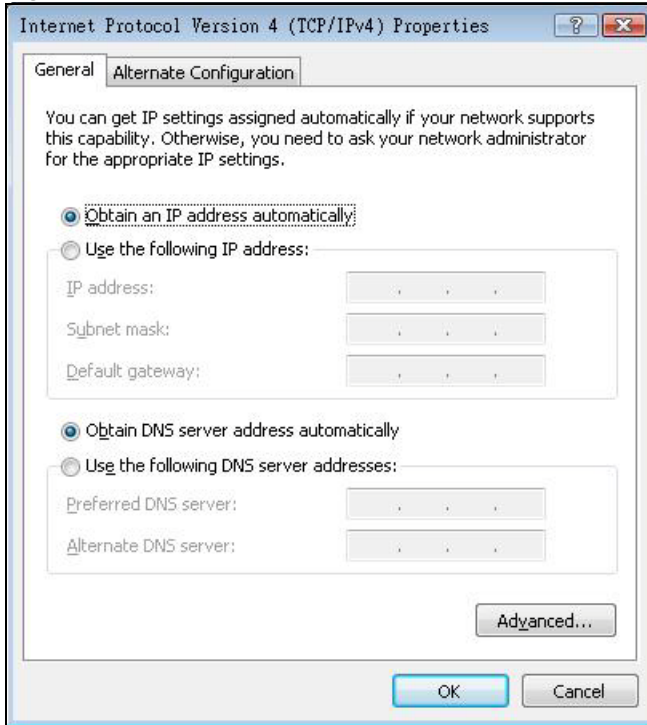 Internet Protocol Version 4 (TCP/IPv4) Properties
General
Alternate Configuration
You can get IP settings assigned automatically if your network supports
this capability. Otherwise, you need to ask your network administrator
for the appropriate IP settings.
Obtain an IP address automatically
Use the following IP address:
IP address:
Subnet mask:
Default gateway:
Obtain DNS server address automatically
Use the following DNS server addresses:
Preferred DNS server:
Alternate DNS server:
Advanced...
OK
Cancel